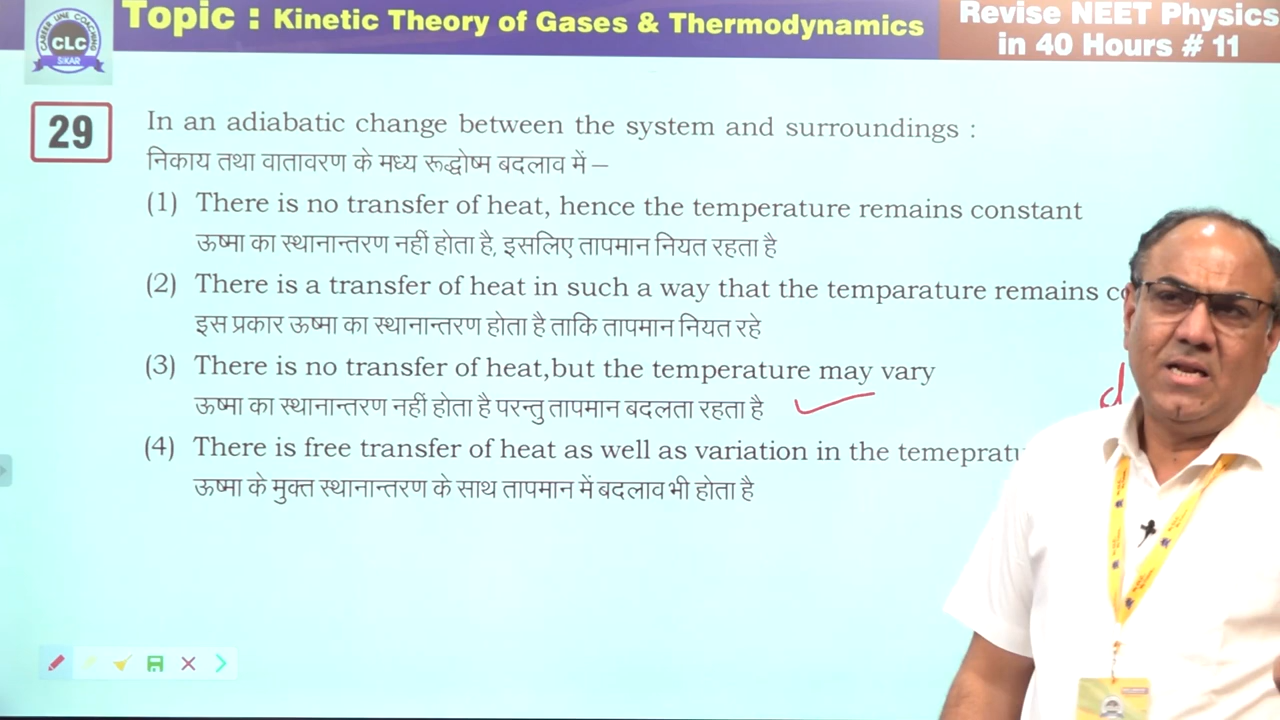 CAREER LINE COACHING
CLC
SIKAR
Topic : Kinetic Theory of Gases & Thermodynamics
Revise NEET Physics
in 40 Hours # 11
29
In an adiabatic change between the system and surroundings :
निकाय तथा वातावरण के मध्य रूद्धोष्म बदलाव में –
(1) There is no transfer of heat, hence the temperature remains constant
ऊष्मा का स्थानान्तरण नहीं होता है, इसलिए तापमान नियत रहता है
(2) There is a transfer of heat in such a way that the temparature remains
इस प्रकार ऊष्मा का स्थानान्तरण होता है ताकि तापमान नियत रहे
(3) There is no transfer of heat,but the temperature may vary
ऊष्मा का स्थानान्तरण नहीं होता है परन्तु तापमान बदलता रहता है
(4) There is free transfer of heat as well as variation in the
ऊष्मा के मुक्त स्थानान्तरण के साथ तापमान में बदलाव भी होता है